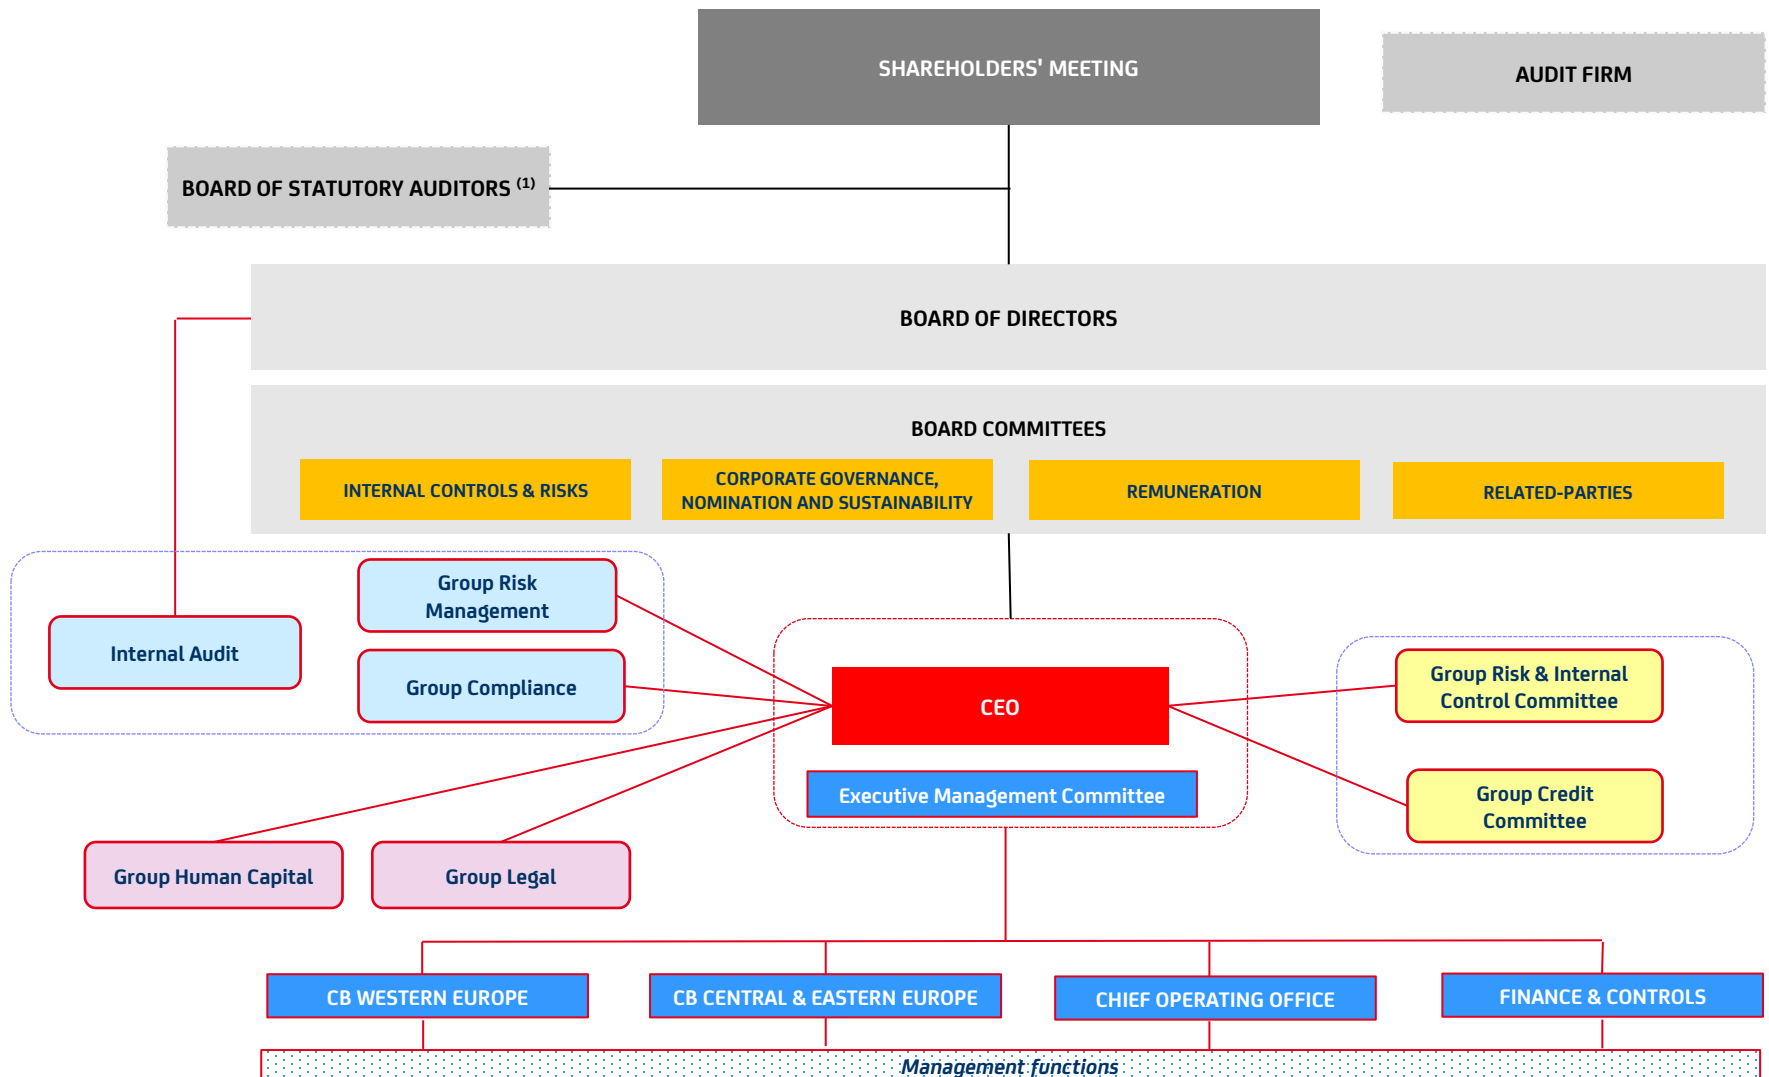 SHAREHOLDERS' MEETING
AUDIT FIRM
BOARD OF STATUTORY AUDITORS (1)
BOARD OF DIRECTORS
BOARD COMMITTEES
INTERNAL CONTROLS & RISKS
CORPORATE GOVERNANCE,
NOMINATION AND SUSTAINABILITY
REMUNERATION
RELATED-PARTIES
Group Risk
Management
Internal Audit
Group Compliance
CEO
Executive Management Committee
Group Risk & Internal
Control Committee
Group Credit
Committee
Group Human Capital
Group Legal
CB WESTERN EUROPE
CB CENTRAL & EASTERN EUROPE
CHIEF OPERATING OFFICE
FINANCE & CONTROLS
Management functions